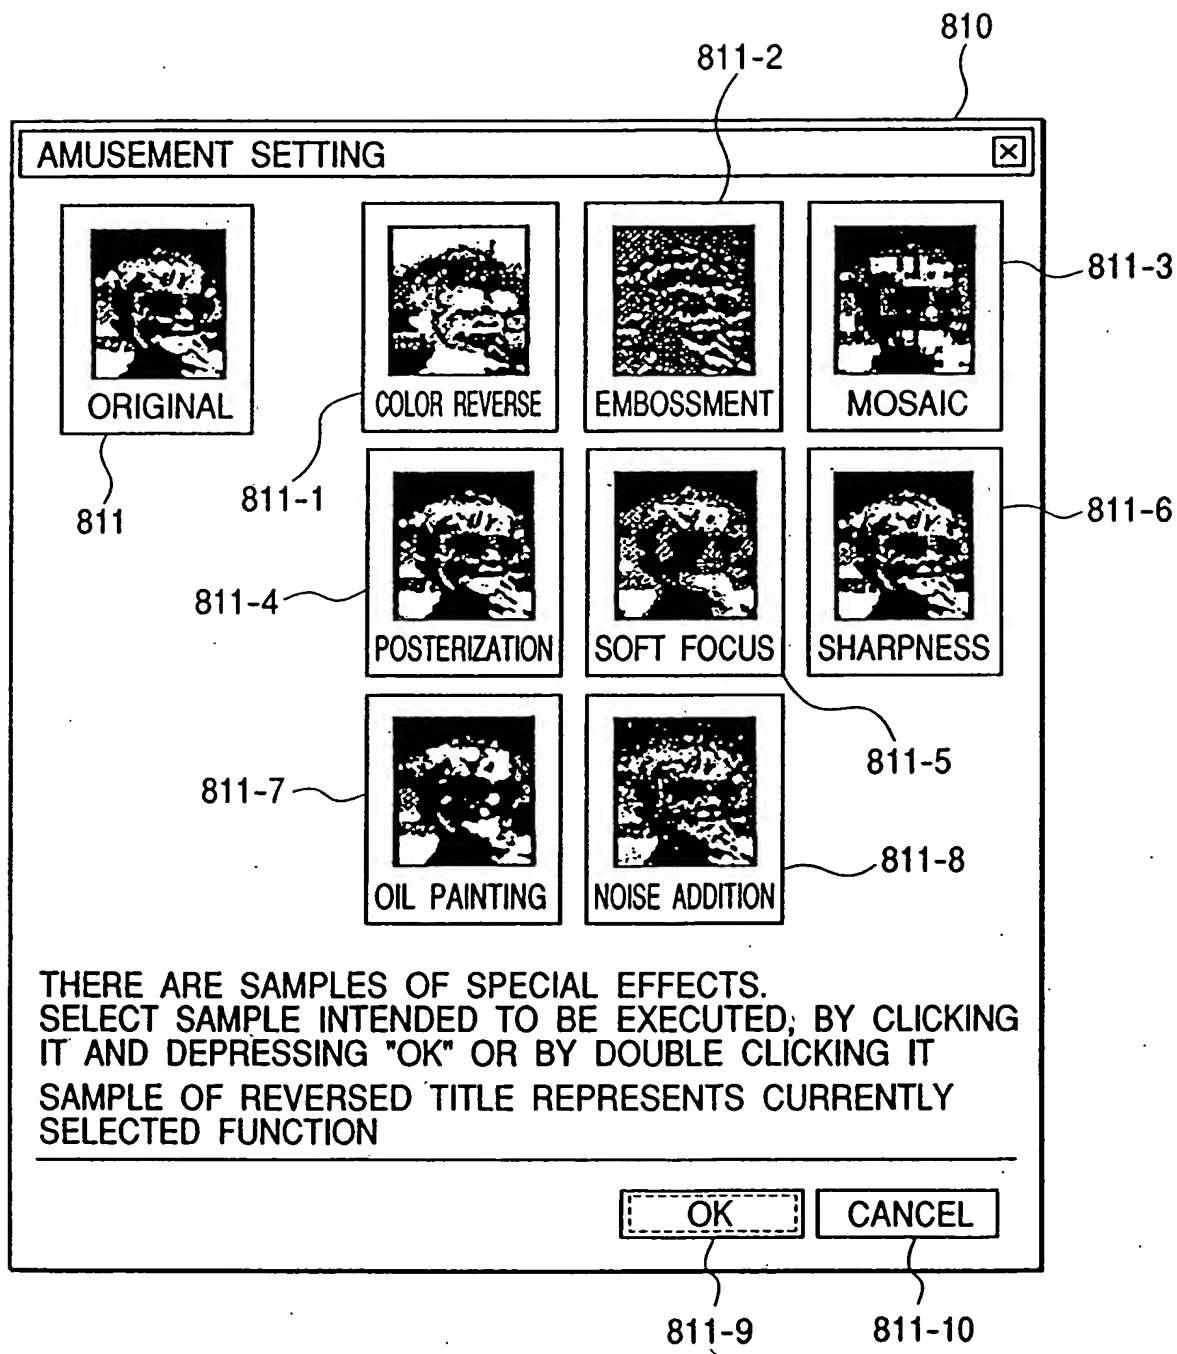 810
811-2
AMUSEMENT SETTING
811-3
ORIGINAL
COLOR REVERSE
EMBOSSMENT
MOSAIC
811
811-1
811-6
811-4
POSTERIZATION
SOFT FOCUS
SHARPNESS
811-5
811-7
811-8
OIL PAINTING
NOISE ADDITION
THERE ARE SAMPLES OF SPECIAL EFFECTS.
SELECT SAMPLE INTENDED TO BE EXECUTED, BY CLICKING
IT AND DEPRESSING "OK" OR BY DOUBLE CLICKING IT
SAMPLE OF REVERSED TITLE REPRESENTS CURRENTLY
SELECTED FUNCTION
OK
CANCEL
811-9
811-10